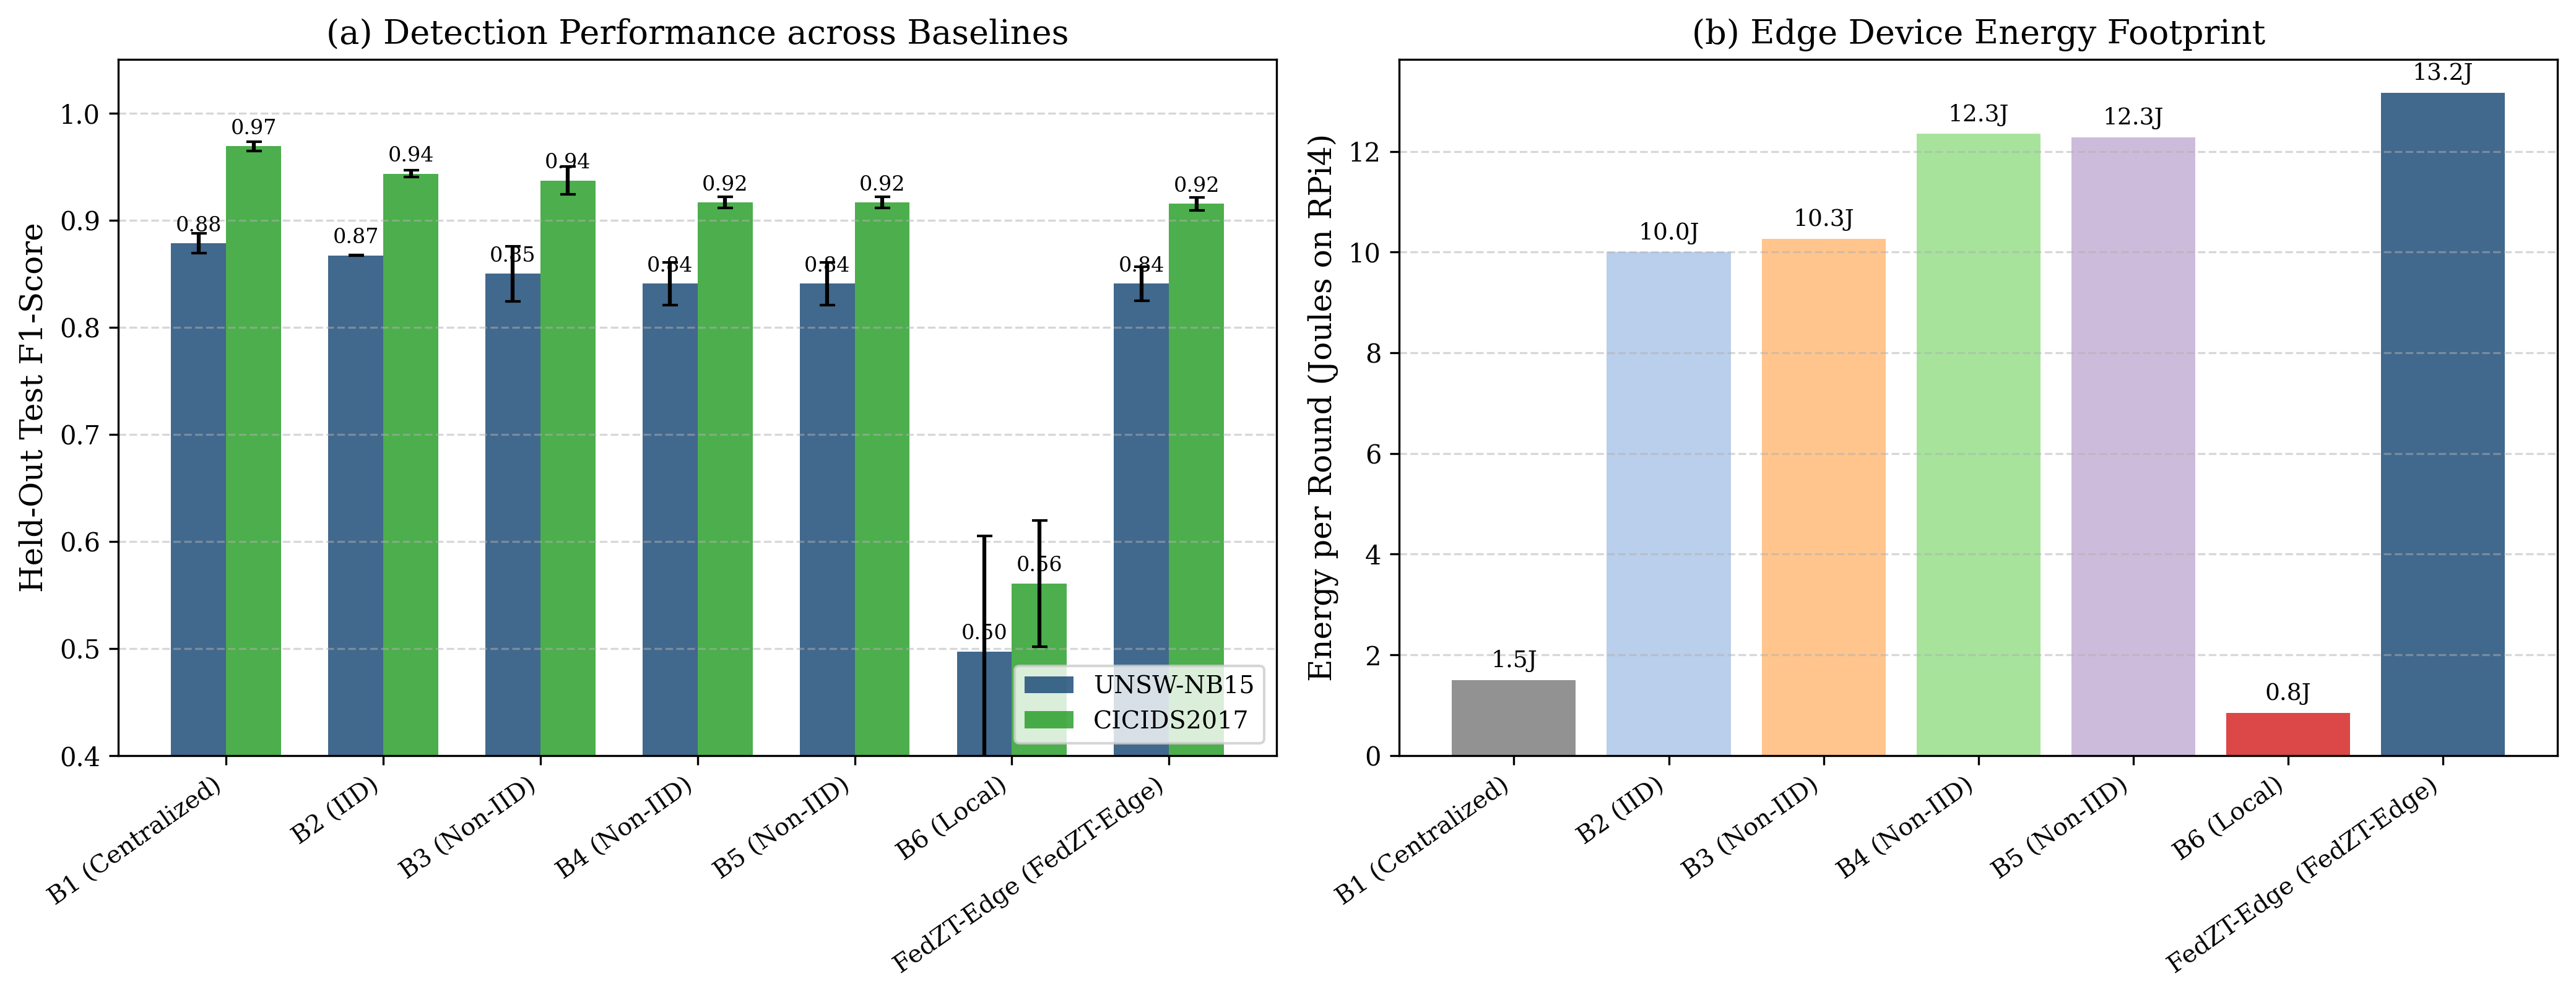 (a) Detection Performance across Baselines
Held-Out Test F1-Score
1.0
0.9
0.8
0.7
0.6
0.5
0.4
0.88
0.97
0.87
0.94
0.85
0.94
0.84
0.92
0.84
0.92
0.50
0.56
0.84
0.92
UNSW-NB15
CICIDS2017
B1 (Centralized)
B2 (IID)
B3 (Non-IID)
B4 (Non-IID)
B5 (Non-IID)
B6 (Local)
FedZT-Edge (FedZT-Edge)
(b) Edge Device Energy Footprint
Energy per Round (Joules on RPi4)
12
10
8
6
4
2
0
1.5J
10.0J
10.3J
12.3J
12.3J
0.8J
13.2J
B1 (Centralized)
B2 (IID)
B3 (Non-IID)
B4 (Non-IID)
B5 (Non-IID)
B6 (Local)
FedZT-Edge (FedZT-Edge)